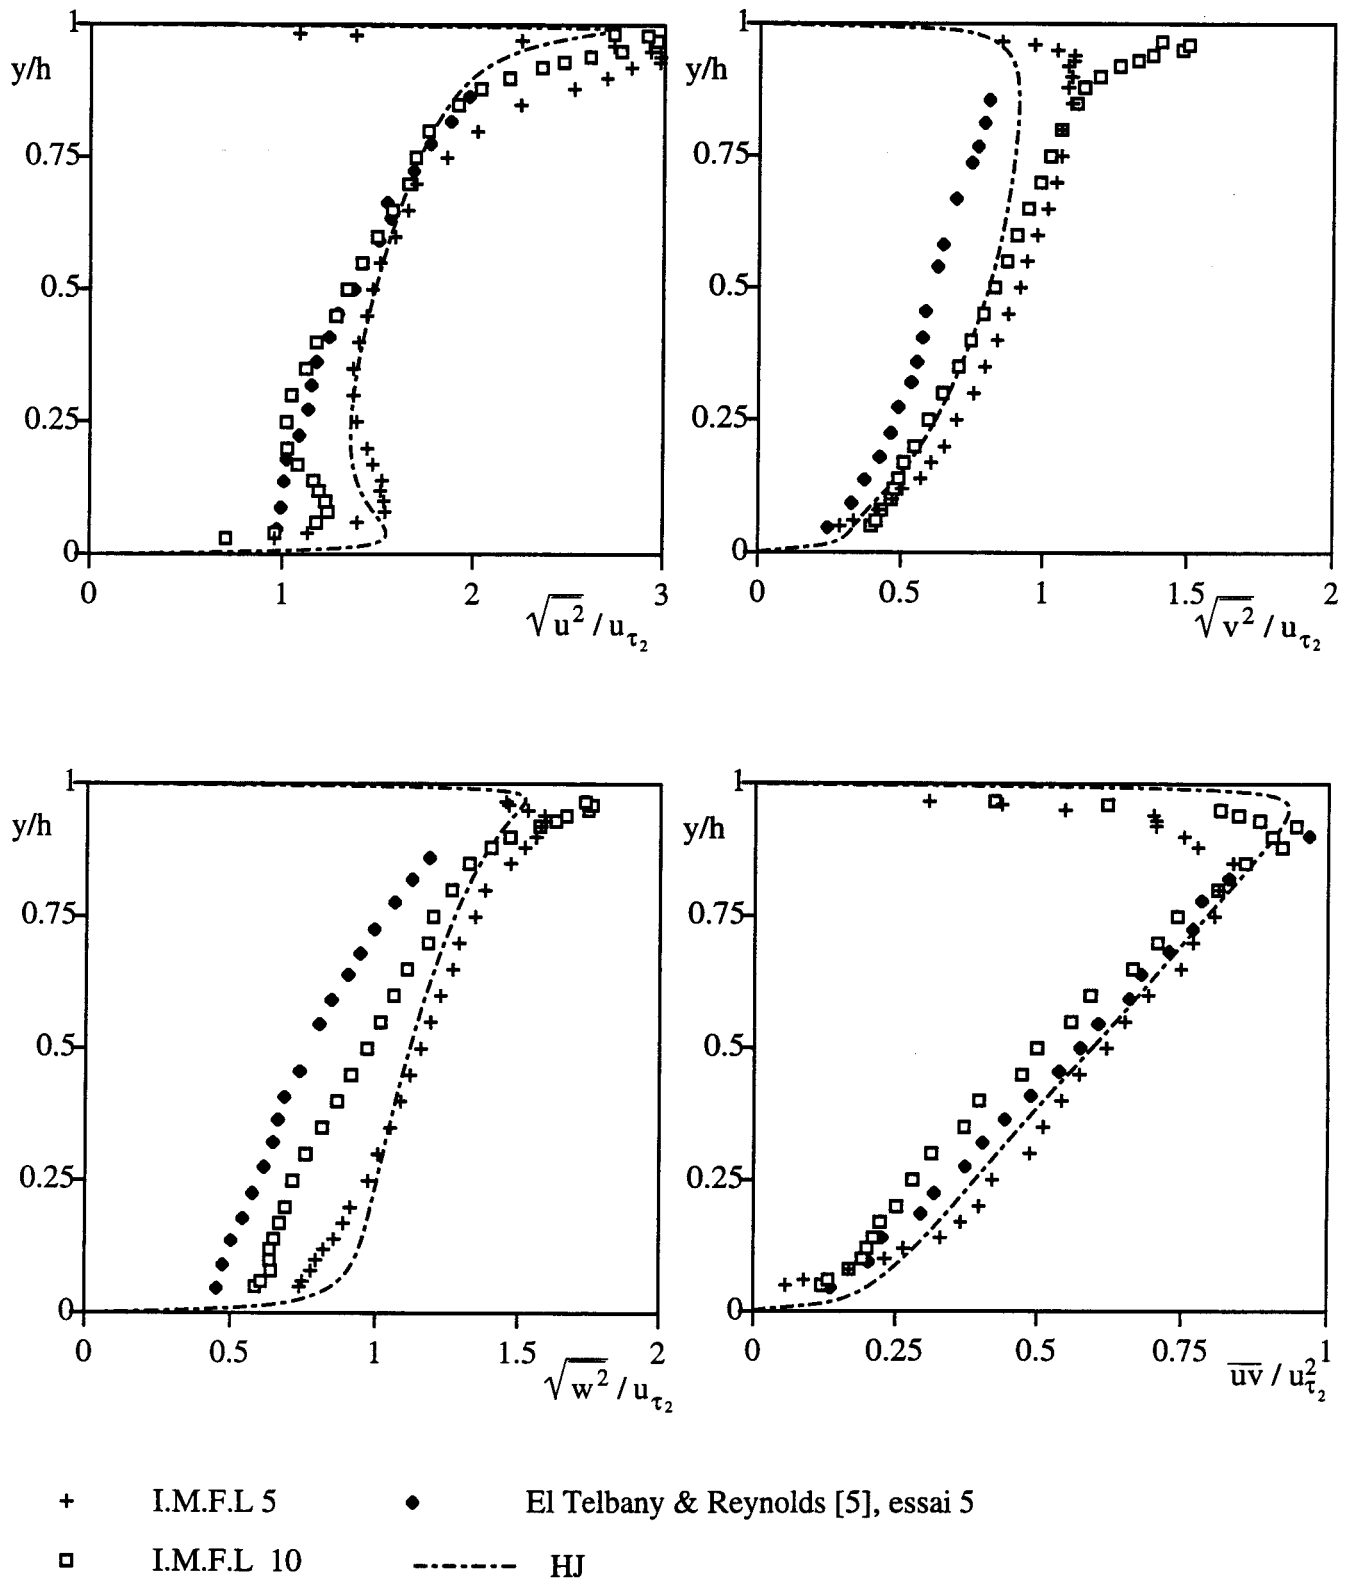 1 1
y/h y/h
0.75 0.75
0.5 0.5
0.25 0.25
0 0
0 1 2 3 0 0.5 1 1.5 2
√u² / uτ₂ √v² / uτ₂
1 1
y/h y/h
0.75 0.75
0.5 0.5
0.25 0.25
0 0
0 0.5 1 1.5 2 0 0.25 0.5 0.75 1
√w² / uτ₂ uv / u²τ₂
I.M.F.L 5 El Telbany & Reynolds [5], essai 5
I.M.F.L 10 HJ